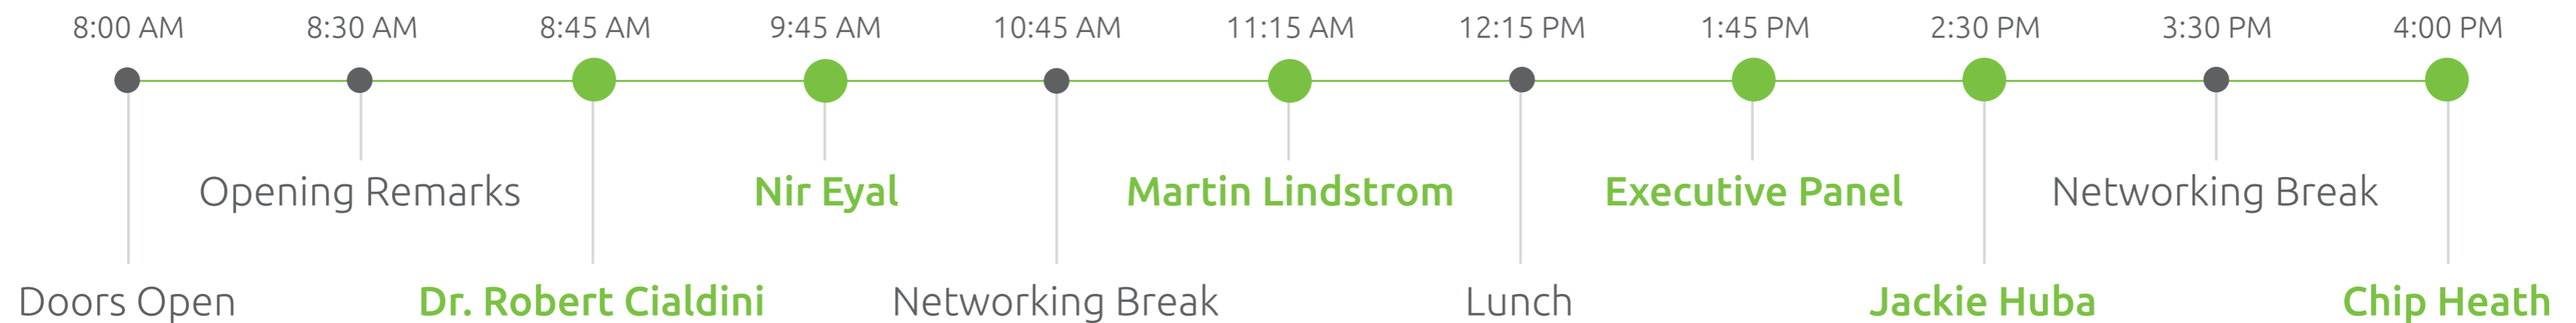 8:00 AM 8:30 AM 8:45 AM 9:45 AM 10:45 AM 11:15 AM 12:15 PM 1:45 PM 2:30 PM 3:30 PM 4:00 PM
Opening Remarks Nir Eyal Martin Lindstrom Executive Panel Networking Break
Doors Open Dr. Robert Cialdini Networking Break Lunch Jackie Huba Chip Heath